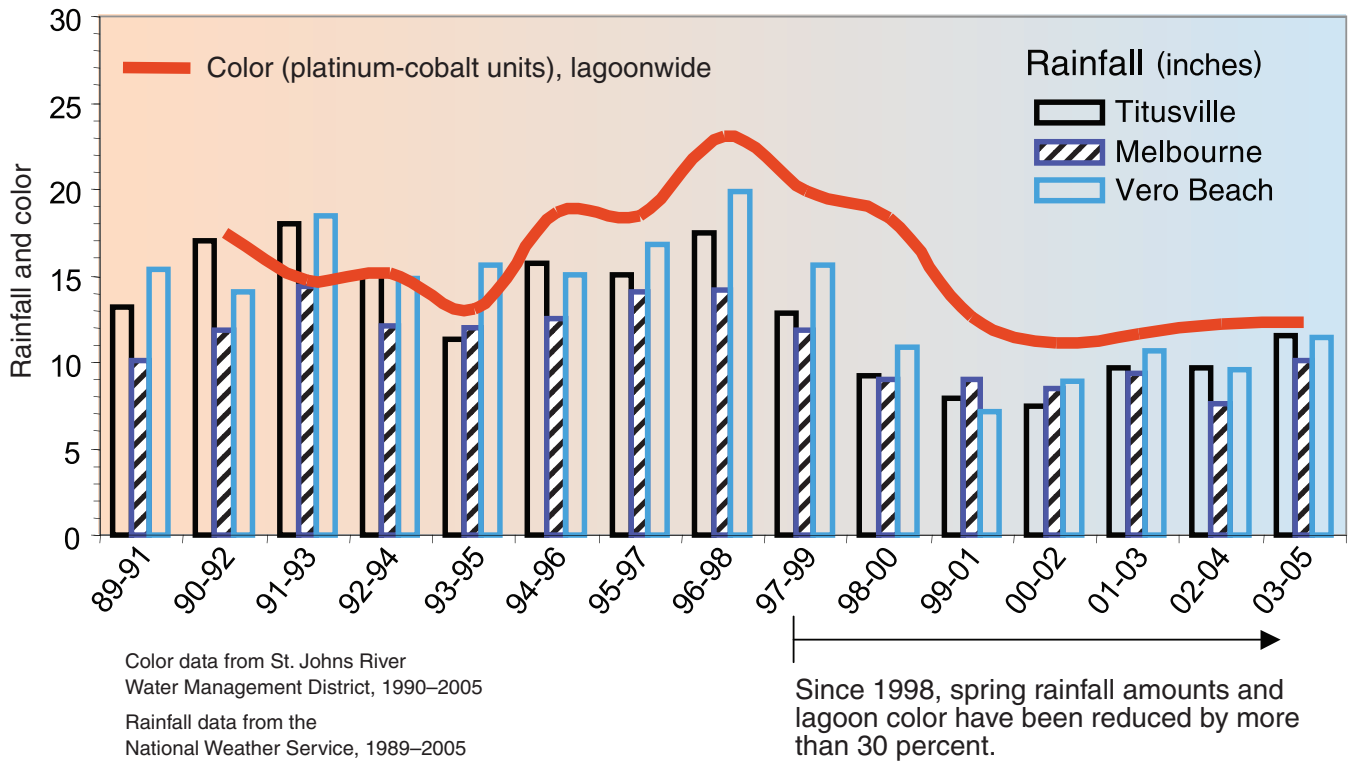 30
25
20
15
10
5
0
Rainfall and color
Color (platinum-cobalt units), lagoonwide
Rainfall (inches)
Titusville
Melbourne
Vero Beach
89-91
90-92
91-93
92-94
93-95
94-96
95-97
96-98
97-99
98-00
99-01
00-02
01-03
02-04
03-05
Color data from St. Johns River
Water Management District, 1990–2005
Rainfall data from the
National Weather Service, 1989–2005
Since 1998, spring rainfall amounts and
lagoon color have been reduced by more
than 30 percent.